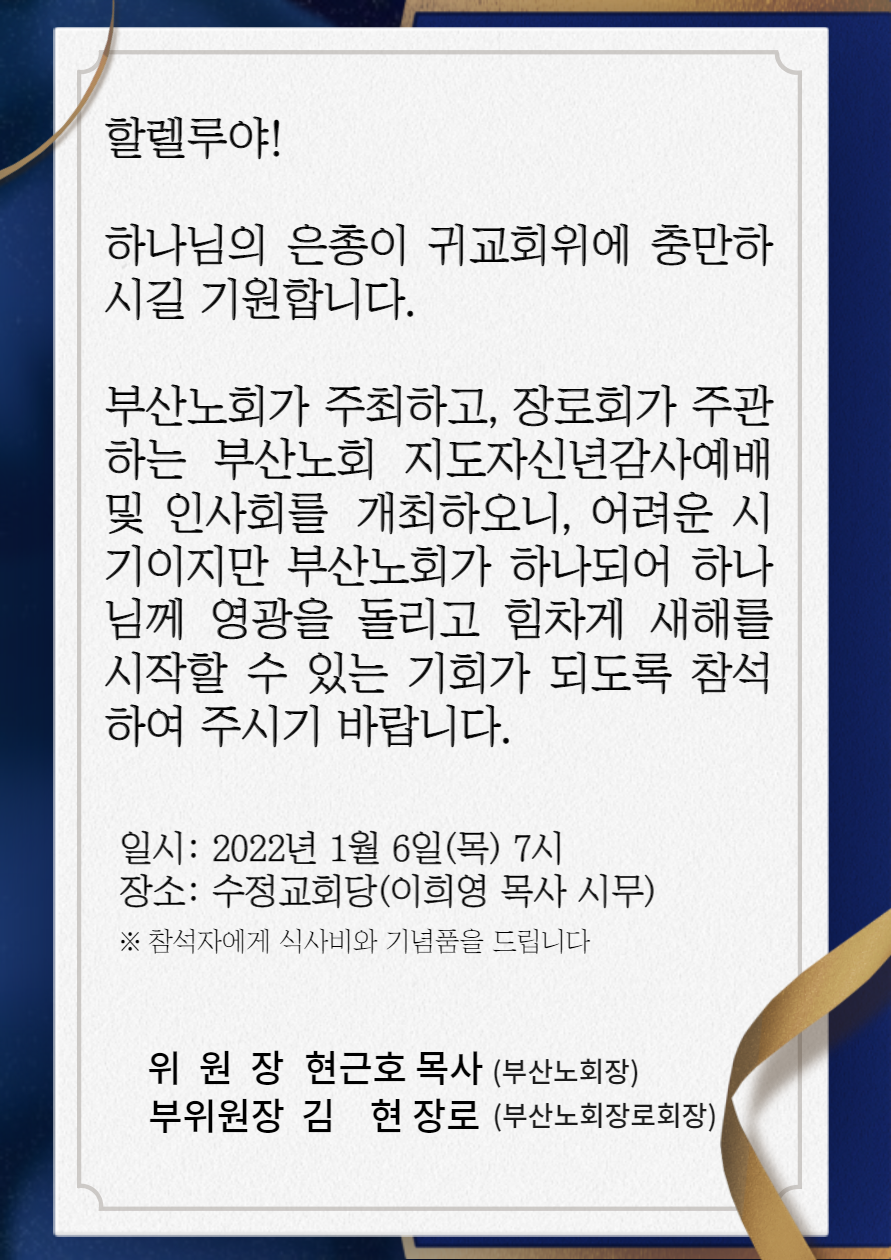 할렐루야!
하나님의 은총이 귀교회위에 충만하
시길 기원합니다.
부산노회가 주최하고, 장로회가 주관
하는 부산노회 지도자신년감사예배
및 인사회를 개최하오니, 어려운 시
기이지만 부산노회가 하나되어 하나
님께 영광을 돌리고 힘차게 새해를
시작할 수 있는 기회가 되도록 참석
하여 주시기 바랍니다.
일시: 2022년 1월 6일(목) 7시
장소: 수정교회당(이희영 목사 시무)
※ 참석자에게 식사비와 기념품을 드립니다
위 원 장 현근호 목사 (부산노회장)
부위원장 김 현 장로 (부산노회장로회장)